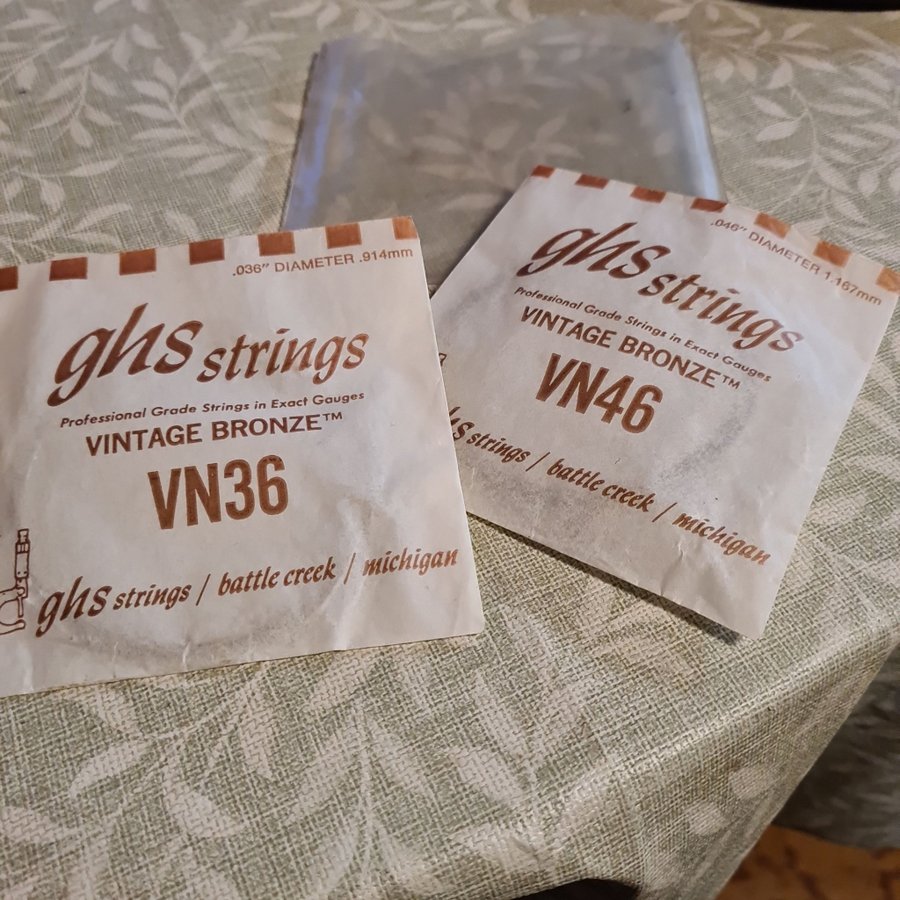 .036" DIAMETER .914mm
ghs strings
Professional Grade Strings in Exact Gauges
VINTAGE BRONZE™
VN36
ghs strings / battle creek / michigan
.046" DIAMETER 1.167mm
ghs strings
Professional Grade Strings in Exact Gauges
VINTAGE BRONZE™
VN46
ghs strings / battle creek / michigan